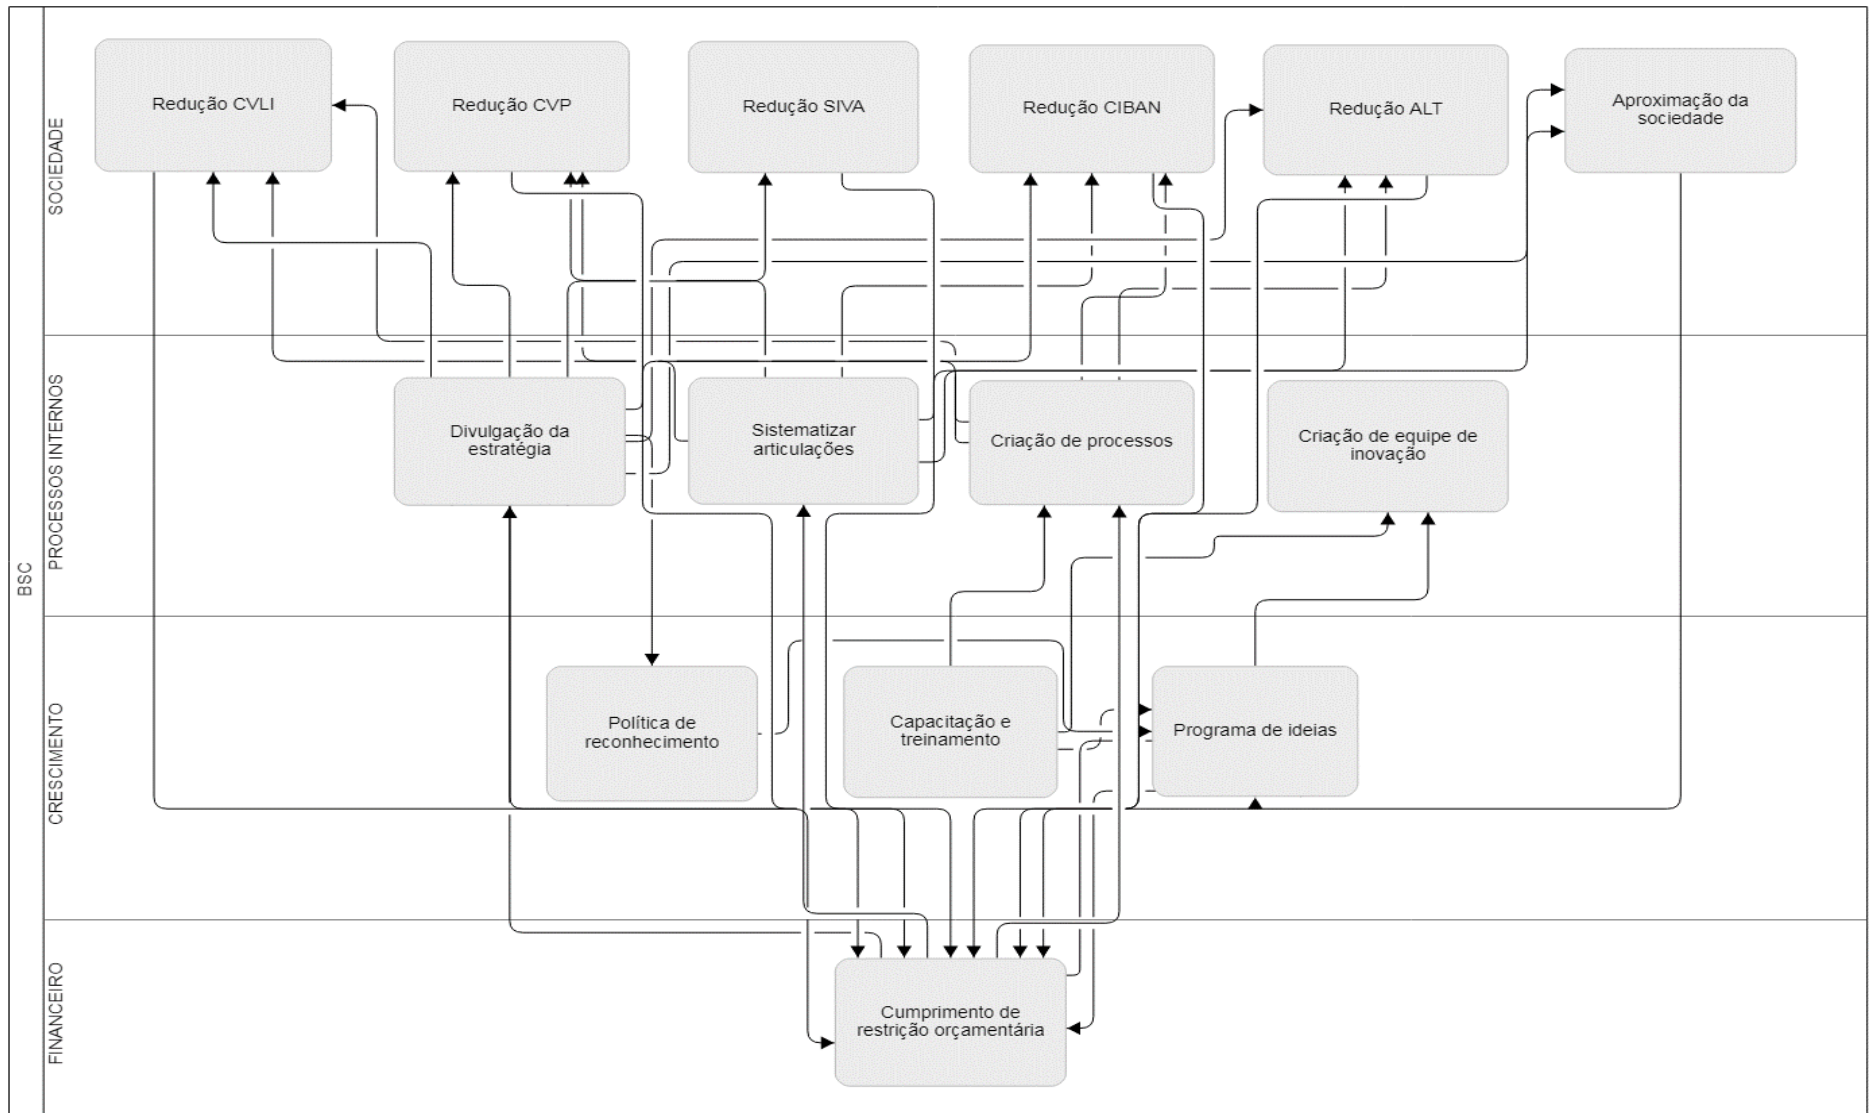 BSC
SOCIEDADE
Redução CVLI
Redução CVP
Redução SIVA
Redução CIBAN
Redução ALT
Aproximação da
sociedade
PROCESSOS INTERNOS
Divulgação da
estratégia
Sistematizar
articulações
Criação de processos
Criação de equipe de
inovação
CRESCIMENTO
Política de
reconhecimento
Capacitação e
treinamento
Programa de ideias
FINANCEIRO
Cumprimento de
restrição orçamentária